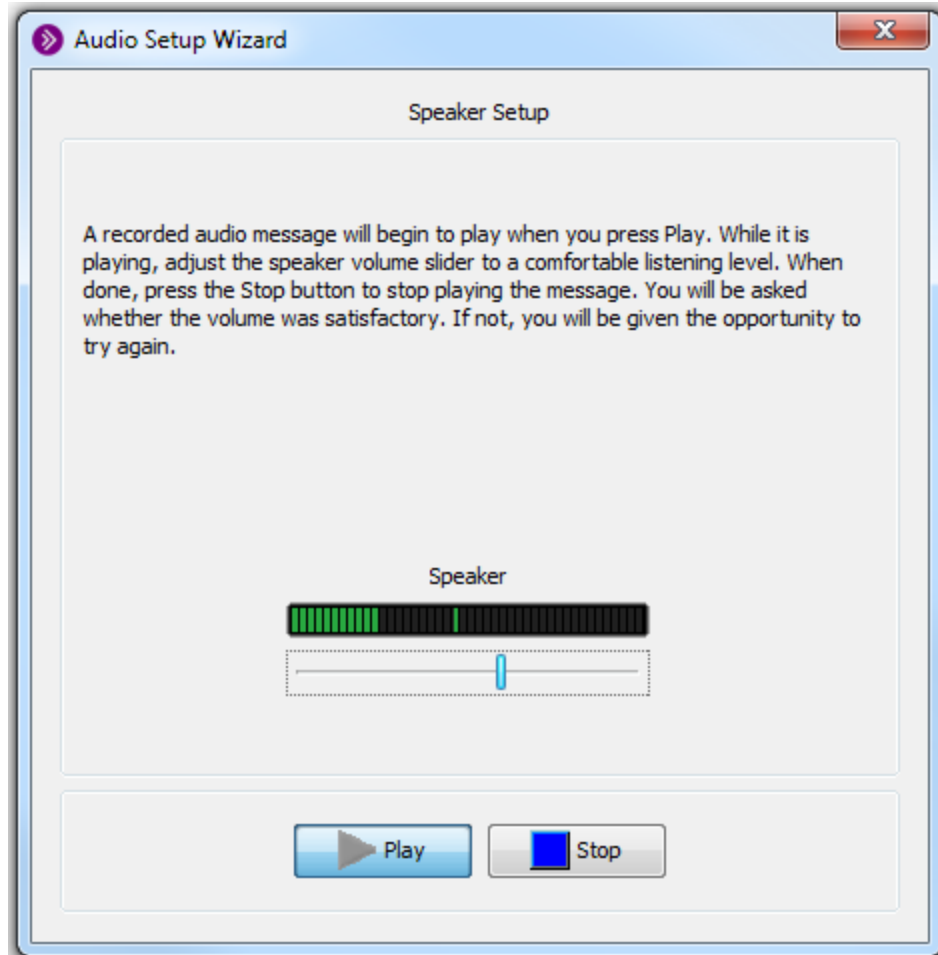 Audio Setup Wizard
Speaker Setup
A recorded audio message will begin to play when you press Play. While it is
playing, adjust the speaker volume slider to a comfortable listening level. When
done, press the Stop button to stop playing the message. You will be asked
whether the volume was satisfactory. If not, you will be given the opportunity to
try again.
Speaker
Play
Stop